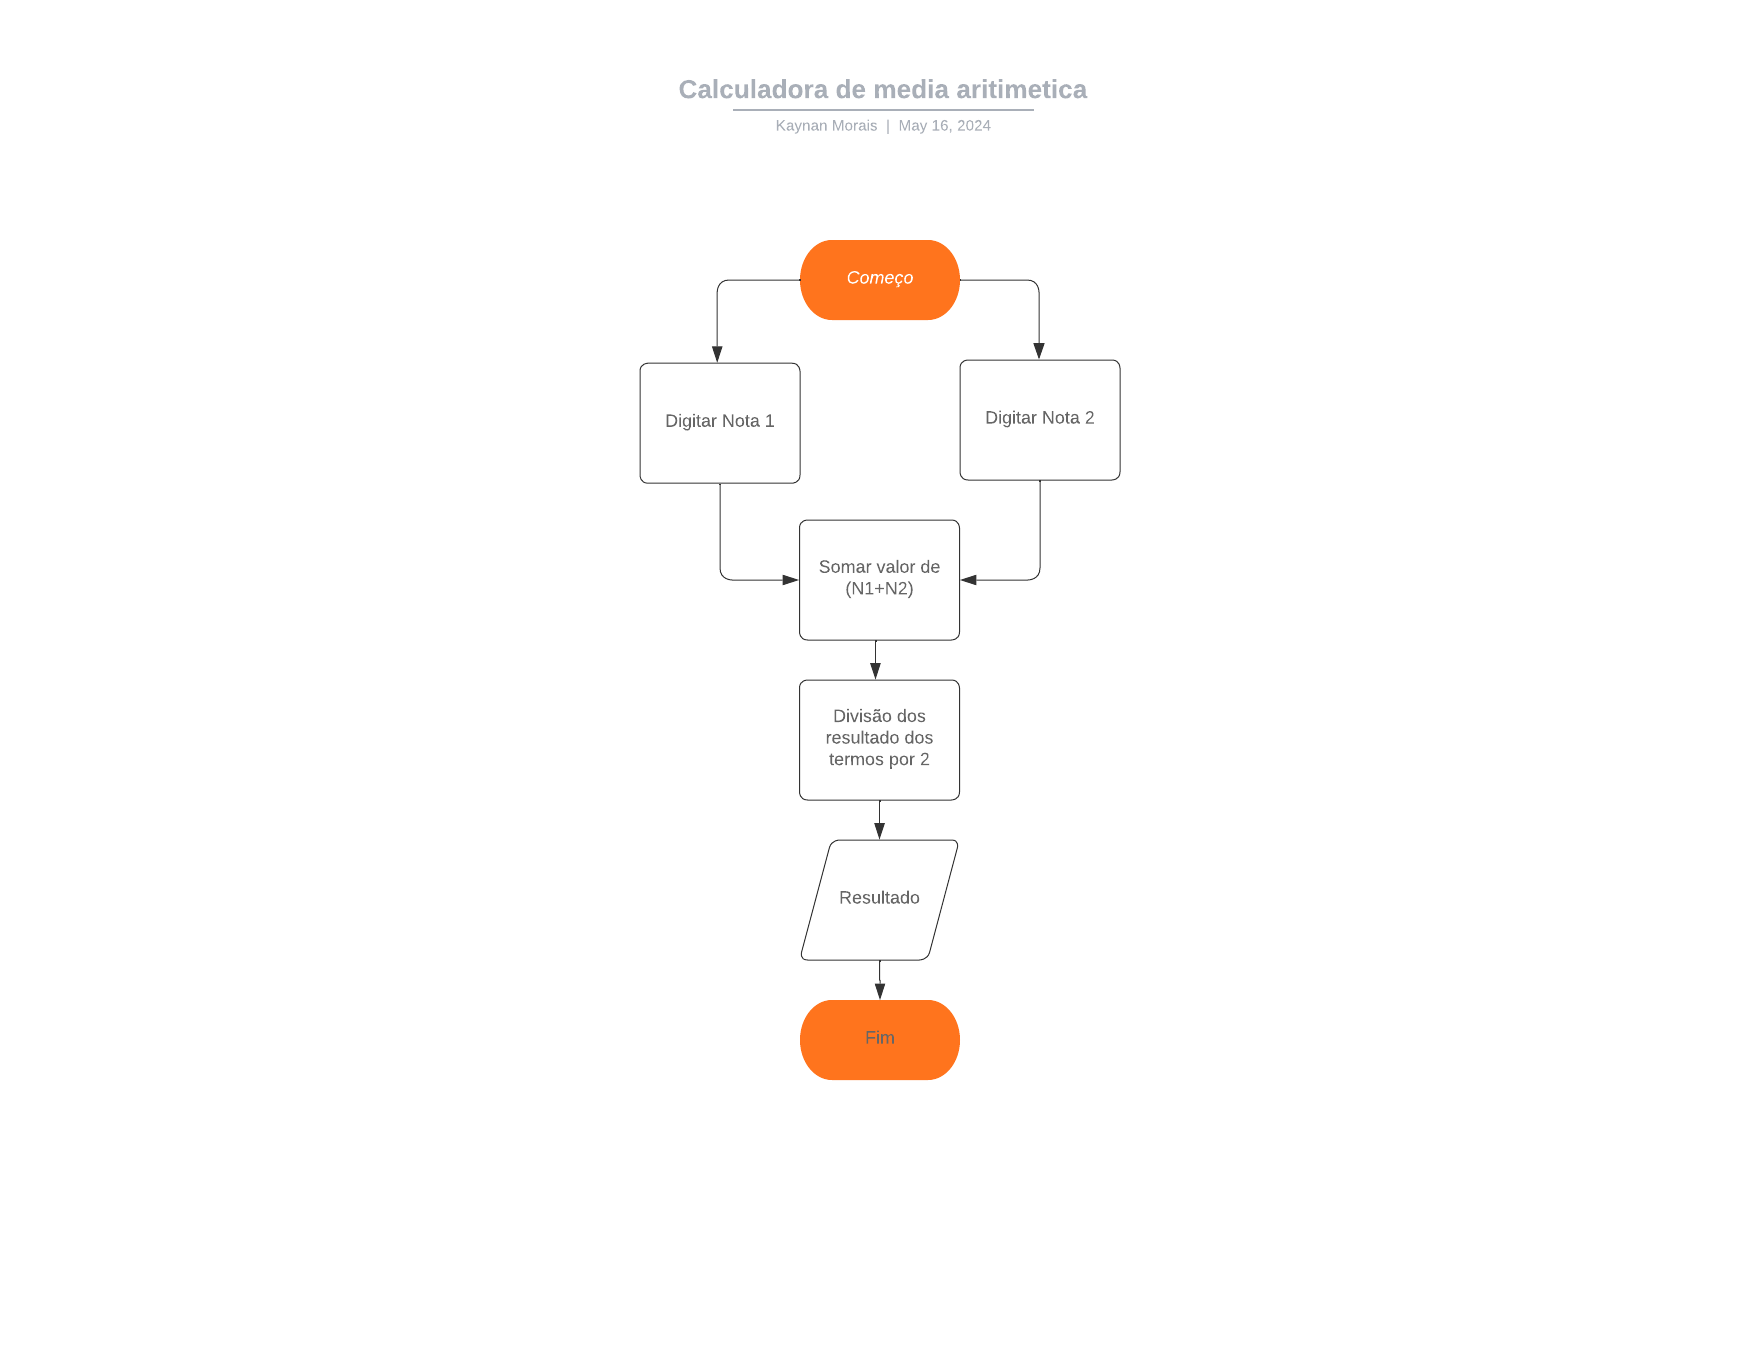 Calculadora de media aritimetica
Kaynan Morais | May 16, 2024
Começo
Digitar Nota 1
Digitar Nota 2
Somar valor de
(N1+N2)
Divisão dos
resultado dos
termos por 2
Resultado
Fim